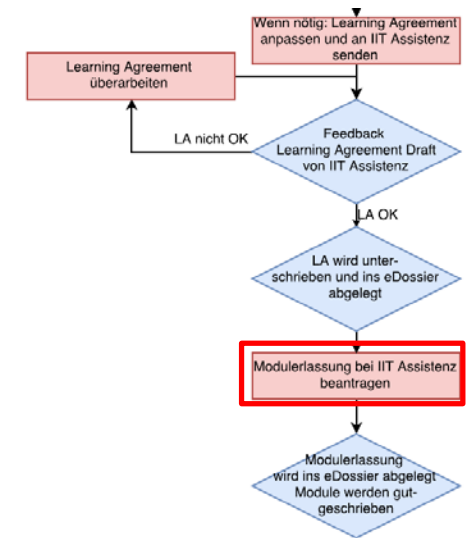 Wenn nötig: Learning Agreement
anpassen und an IIT Assistenz
senden
Learning Agreement
überarbeiten
LA nicht OK
Feedback
Learning Agreement Draft
von IIT Assistenz
LA OK
LA wird unter-
schrieben und ins eDossier
abgelegt
Modulerlassung bei IIT Assistenz
beantragen
Modulerlassung
wird ins eDossier abgelegt
Module werden gut-
geschrieben